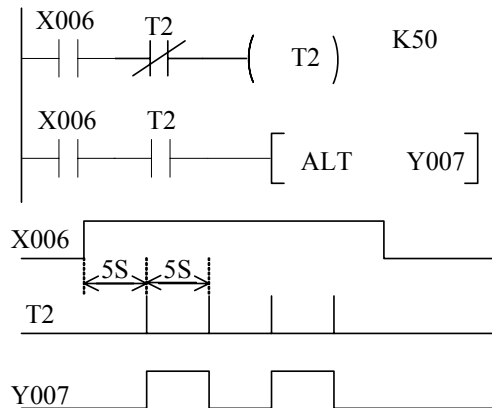 X006 T2
( T2 ) K50
X006 T2
[ ALT Y007 ]
X006
5S 5S
T2
Y007